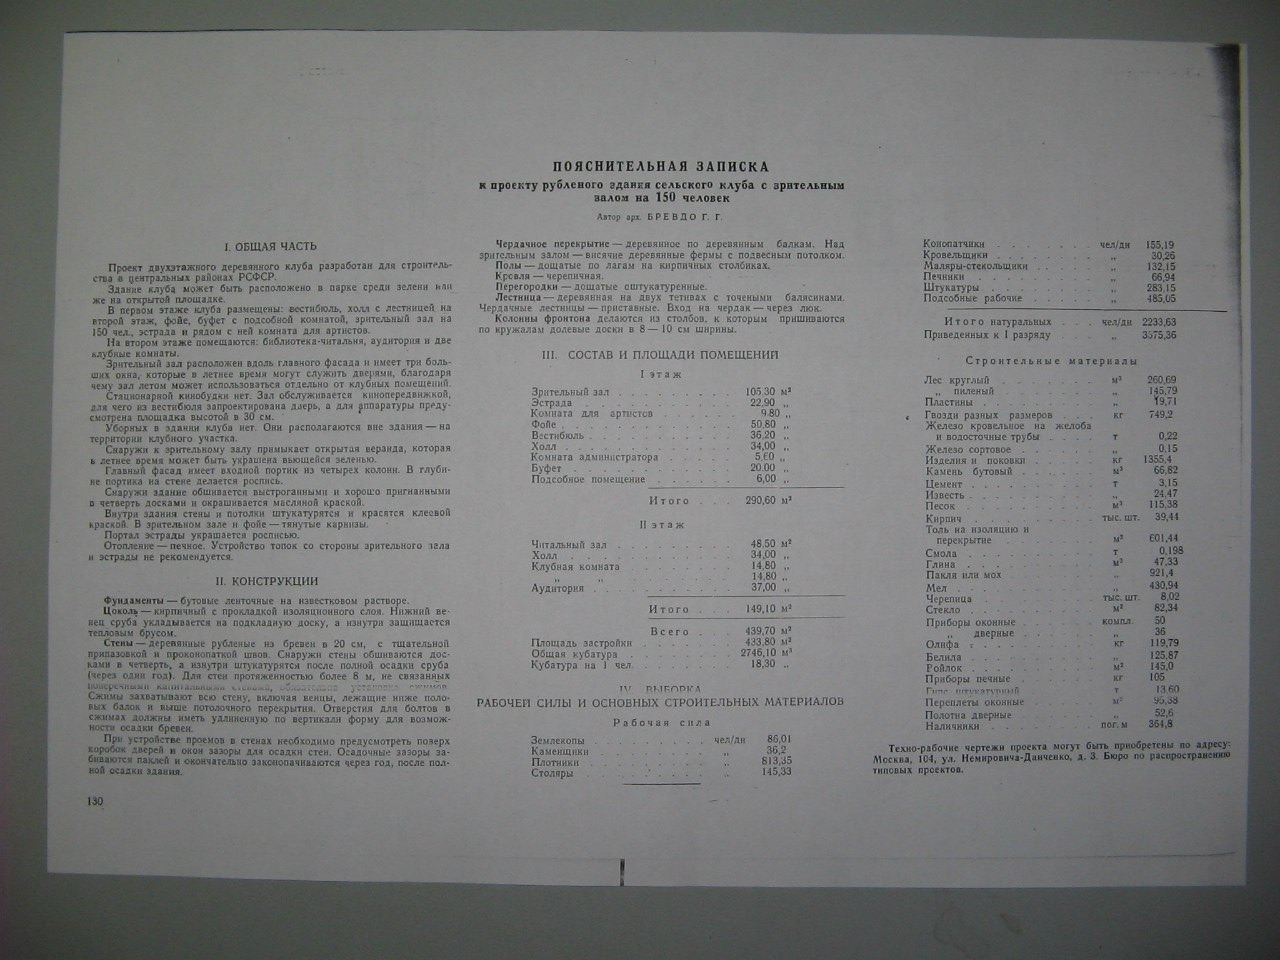 ПОЯСНИТЕЛЬНАЯ ЗАПИСКА
к проекту рубленого здания сельского клуба с зрительным
залом на 150 человек
Автор арх. БРЕВДО Г. Г.
I. ОБЩАЯ ЧАСТЬ
Проект двухэтажного деревянного клуба разработан для строитель-
ства в центральных районах РСФСР.
Здание клуба может быть расположено в парке среди зелени или
же на открытой площадке.
В первом этаже клуба размещены: вестибюль, холл с лестницей на
второй этаж, фойе, буфет с подсобной комнатой, зрительный зал на
150 чел., эстрада и рядом с ней комната для артистов.
На втором этаже помещаются: библиотека-читальня, аудитория и две
клубные комнаты.
Зрительный зал расположен вдоль главного фасада и имеет три боль-
ших окна, которые в летнее время могут служить дверями, благодаря
чему зал летом может использоваться отдельно от клубных помещений.
Стационарной кинобудки нет. Зал обслуживается кинопередвижкой,
для чего из вестибюля запроектирована дверь, а для аппаратуры преду-
смотрена площадка высотой в 30 см.
Уборных в здании клуба нет. Они располагаются вне здания — на
территории клубного участка.
Снаружи к зрительному залу примыкает открытая веранда, которая
в летнее время может быть украшена вьющейся зеленью.
Главный фасад имеет входной портик из четырех колонн. В глуби-
не портика на стене делается роспись.
Снаружи здание обшивается выстроганными и хорошо пригнанными
в четверть досками и окрашивается масляной краской.
Внутри здания стены и потолки штукатурятся и красятся клеевой
краской. В зрительном зале и фойе — тянутые карнизы.
Портал эстрады украшается росписью.
Отопление — печное. Устройство топок со стороны зрительного зала
и эстрады не рекомендуется.
II. КОНСТРУКЦИИ
Фундаменты — бутовые ленточные на известковом растворе.
Цоколь — кирпичный с прокладкой изоляционного слоя. Нижний ве-
нец сруба укладывается на подкладную доску, а изнутри защищается
тепловым брусом.
Стены — деревянные рубленые из бревен в 20 см, с тщательной
припазовкой и проконопаткой швов. Снаружи стены обшиваются дос-
ками в четверть, а изнутри штукатурятся после полной осадки сруба
(через один год). Для стен протяженностью более 8 м, не связанных
поперечными капитальными стенами, обязательна установка сжимов.
Сжимы захватывают всю стену, включая венцы, лежащие ниже поло-
вых балок и выше потолочного перекрытия. Отверстия для болтов в
сжимах должны иметь удлиненную по вертикали форму для возмож-
ности осадки бревен.
При устройстве проемов в стенах необходимо предусмотреть поверх
коробок дверей и окон зазоры для осадки стен. Осадочные зазоры за-
биваются паклей и окончательно законопачиваются через год, после пол-
ной осадки здания.
130
Чердачное перекрытие — деревянное по деревянным балкам. Над
зрительным залом — висячие деревянные фермы с подвесным потолком.
Полы — дощатые по лагам на кирпичных столбиках.
Кровля — черепичная.
Перегородки — дощатые оштукатуренные.
Лестница — деревянная на двух тетивах с точеными балясинами.
Чердачные лестницы — приставные. Вход на чердак — через люк.
Колонны фронтона делаются из столбов, к которым пришиваются
по кружалам долевые доски в 8—10 см ширины.
III. СОСТАВ И ПЛОЩАДИ ПОМЕЩЕНИЙ
I этаж
Зрительный зал . . . 105,30 м²
Эстрада . . . 22,90 „
Комната для артистов . . . 9,80 „
Фойе . . . 50,80 „
Вестибюль . . . 36,20 „
Холл . . . 34,00 „
Комната администратора . . . 5,60 „
Буфет . . . 20,00 „
Подсобное помещение . . . 6,00 „
Итого . . . 290,60 м²
II этаж
Читальный зал . . . 48,50 м²
Холл . . . 34,00 „
Клубная комната . . . 14,80 „
„ „ . . . 14,80 „
Аудитория . . . 37,00 „
Итого . . . 149,10 м²
Всего . . . 439,70 м²
Площадь застройки . . . 433,80 м²
Общая кубатура . . . 2746,10 м³
Кубатура на 1 чел. . . . 18,30 „
IV ВЫБОРКА
РАБОЧЕЙ СИЛЫ И ОСНОВНЫХ СТРОИТЕЛЬНЫХ МАТЕРИАЛОВ
Рабочая сила
Землекопы . . . чел/дн 86,01
Каменщики . . . „ 36,2
Плотники . . . „ 813,35
Столяры . . . „ 145,33
Конопатчики . . . чел/дн 155,19
Кровельщики . . . „ 30,26
Маляры-стекольщики . . . „ 132,15
Печники . . . „ 66,94
Штукатуры . . . „ 283,15
Подсобные рабочие . . . „ 485,05
Итого натуральных . . . чел/дн 2233,63
Приведенных к 1 разряду . . . „ 3575,36
Строительные материалы
Лес круглый . . . м³ 260,69
„ пиленый . . . „ 145,79
Пластины . . . „ 19,71
Гвозди разных размеров . . . кг 749,2
Железо кровельное на желоба
и водосточные трубы . . . т 0,22
Железо сортовое . . . „ 0,15
Изделия и поковки . . . кг 1355,4
Камень бутовый . . . м³ 66,82
Цемент . . . т 3,15
Известь . . . „ 24,47
Песок . . . м³ 115,38
Кирпич . . . тыс. шт. 39,44
Толь на изоляцию и
перекрытие . . . м² 601,44
Смола . . . т 0,198
Глина . . . м³ 47,33
Пакля или мох . . . „ 921,4
Мел . . . „ 430,94
Черепица . . . тыс. шт. 8,02
Стекло . . . м² 82,34
Приборы оконные . . . компл. 50
„ дверные . . . „ 36
Олифа . . . кг 119,79
Белила . . . „ 125,87
Войлок . . . м² 145,0
Приборы печные . . . кг 105
Гипс штукатурный . . . т 13,60
Переплеты оконные . . . м² 95,38
Полотна дверные . . . „ 52,6
Наличники . . . пог. м 364,8
Техно-рабочие чертежи проекта могут быть приобретены по адресу:
Москва, 104, ул. Немировича-Данченко, д. 3. Бюро по распространению
типовых проектов.